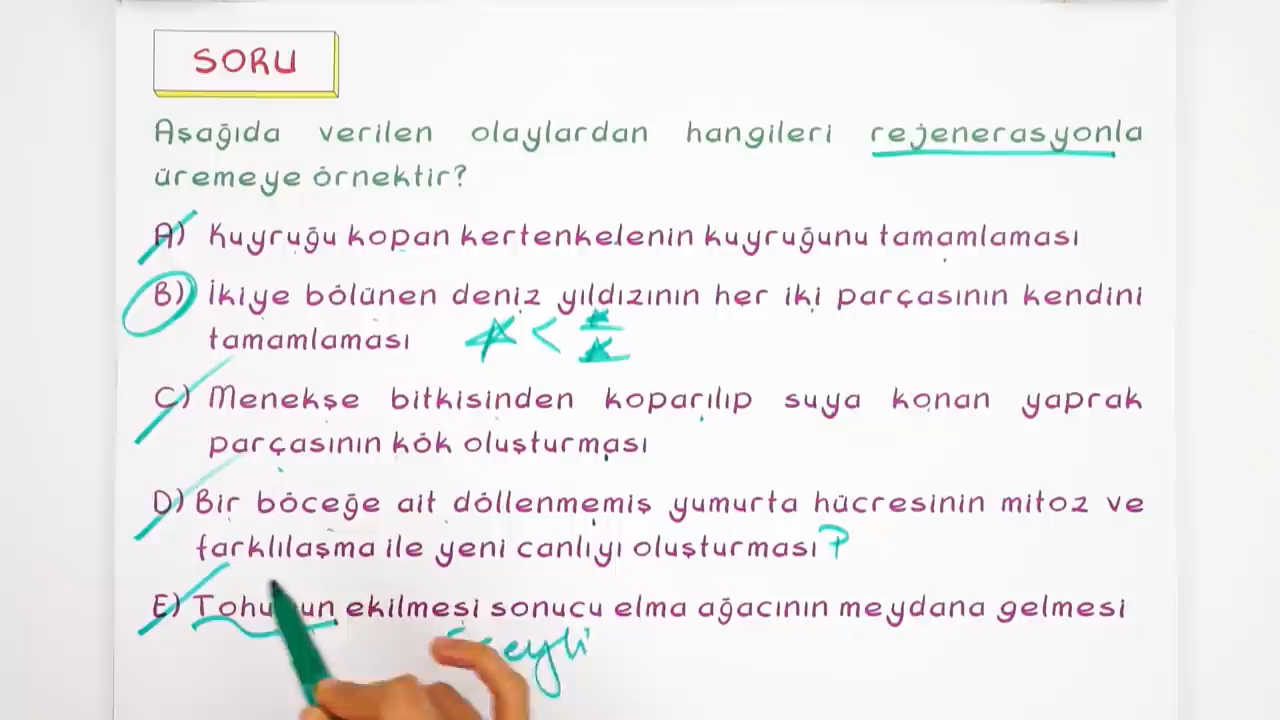 SORU
Aşağıda verilen olaylardan hangileri rejenerasyonla
üremeye örnektir?
A) Kuyruğu kopan kertenkelenin kuyruğunu tamamlaması
B) İkiye bölünen deniz yıldızının her iki parçasının kendini
tamamlaması
C) Menekşe bitkisinden koparılıp suya konan yaprak
parçasının kök oluşturması
D) Bir böceğe ait döllenmemiş yumurta hücresinin mitoz ve
farklılaşma ile yeni canlıyı oluşturması ?
E) ekilmesi sonucu elma ağacının meydana gelmesi